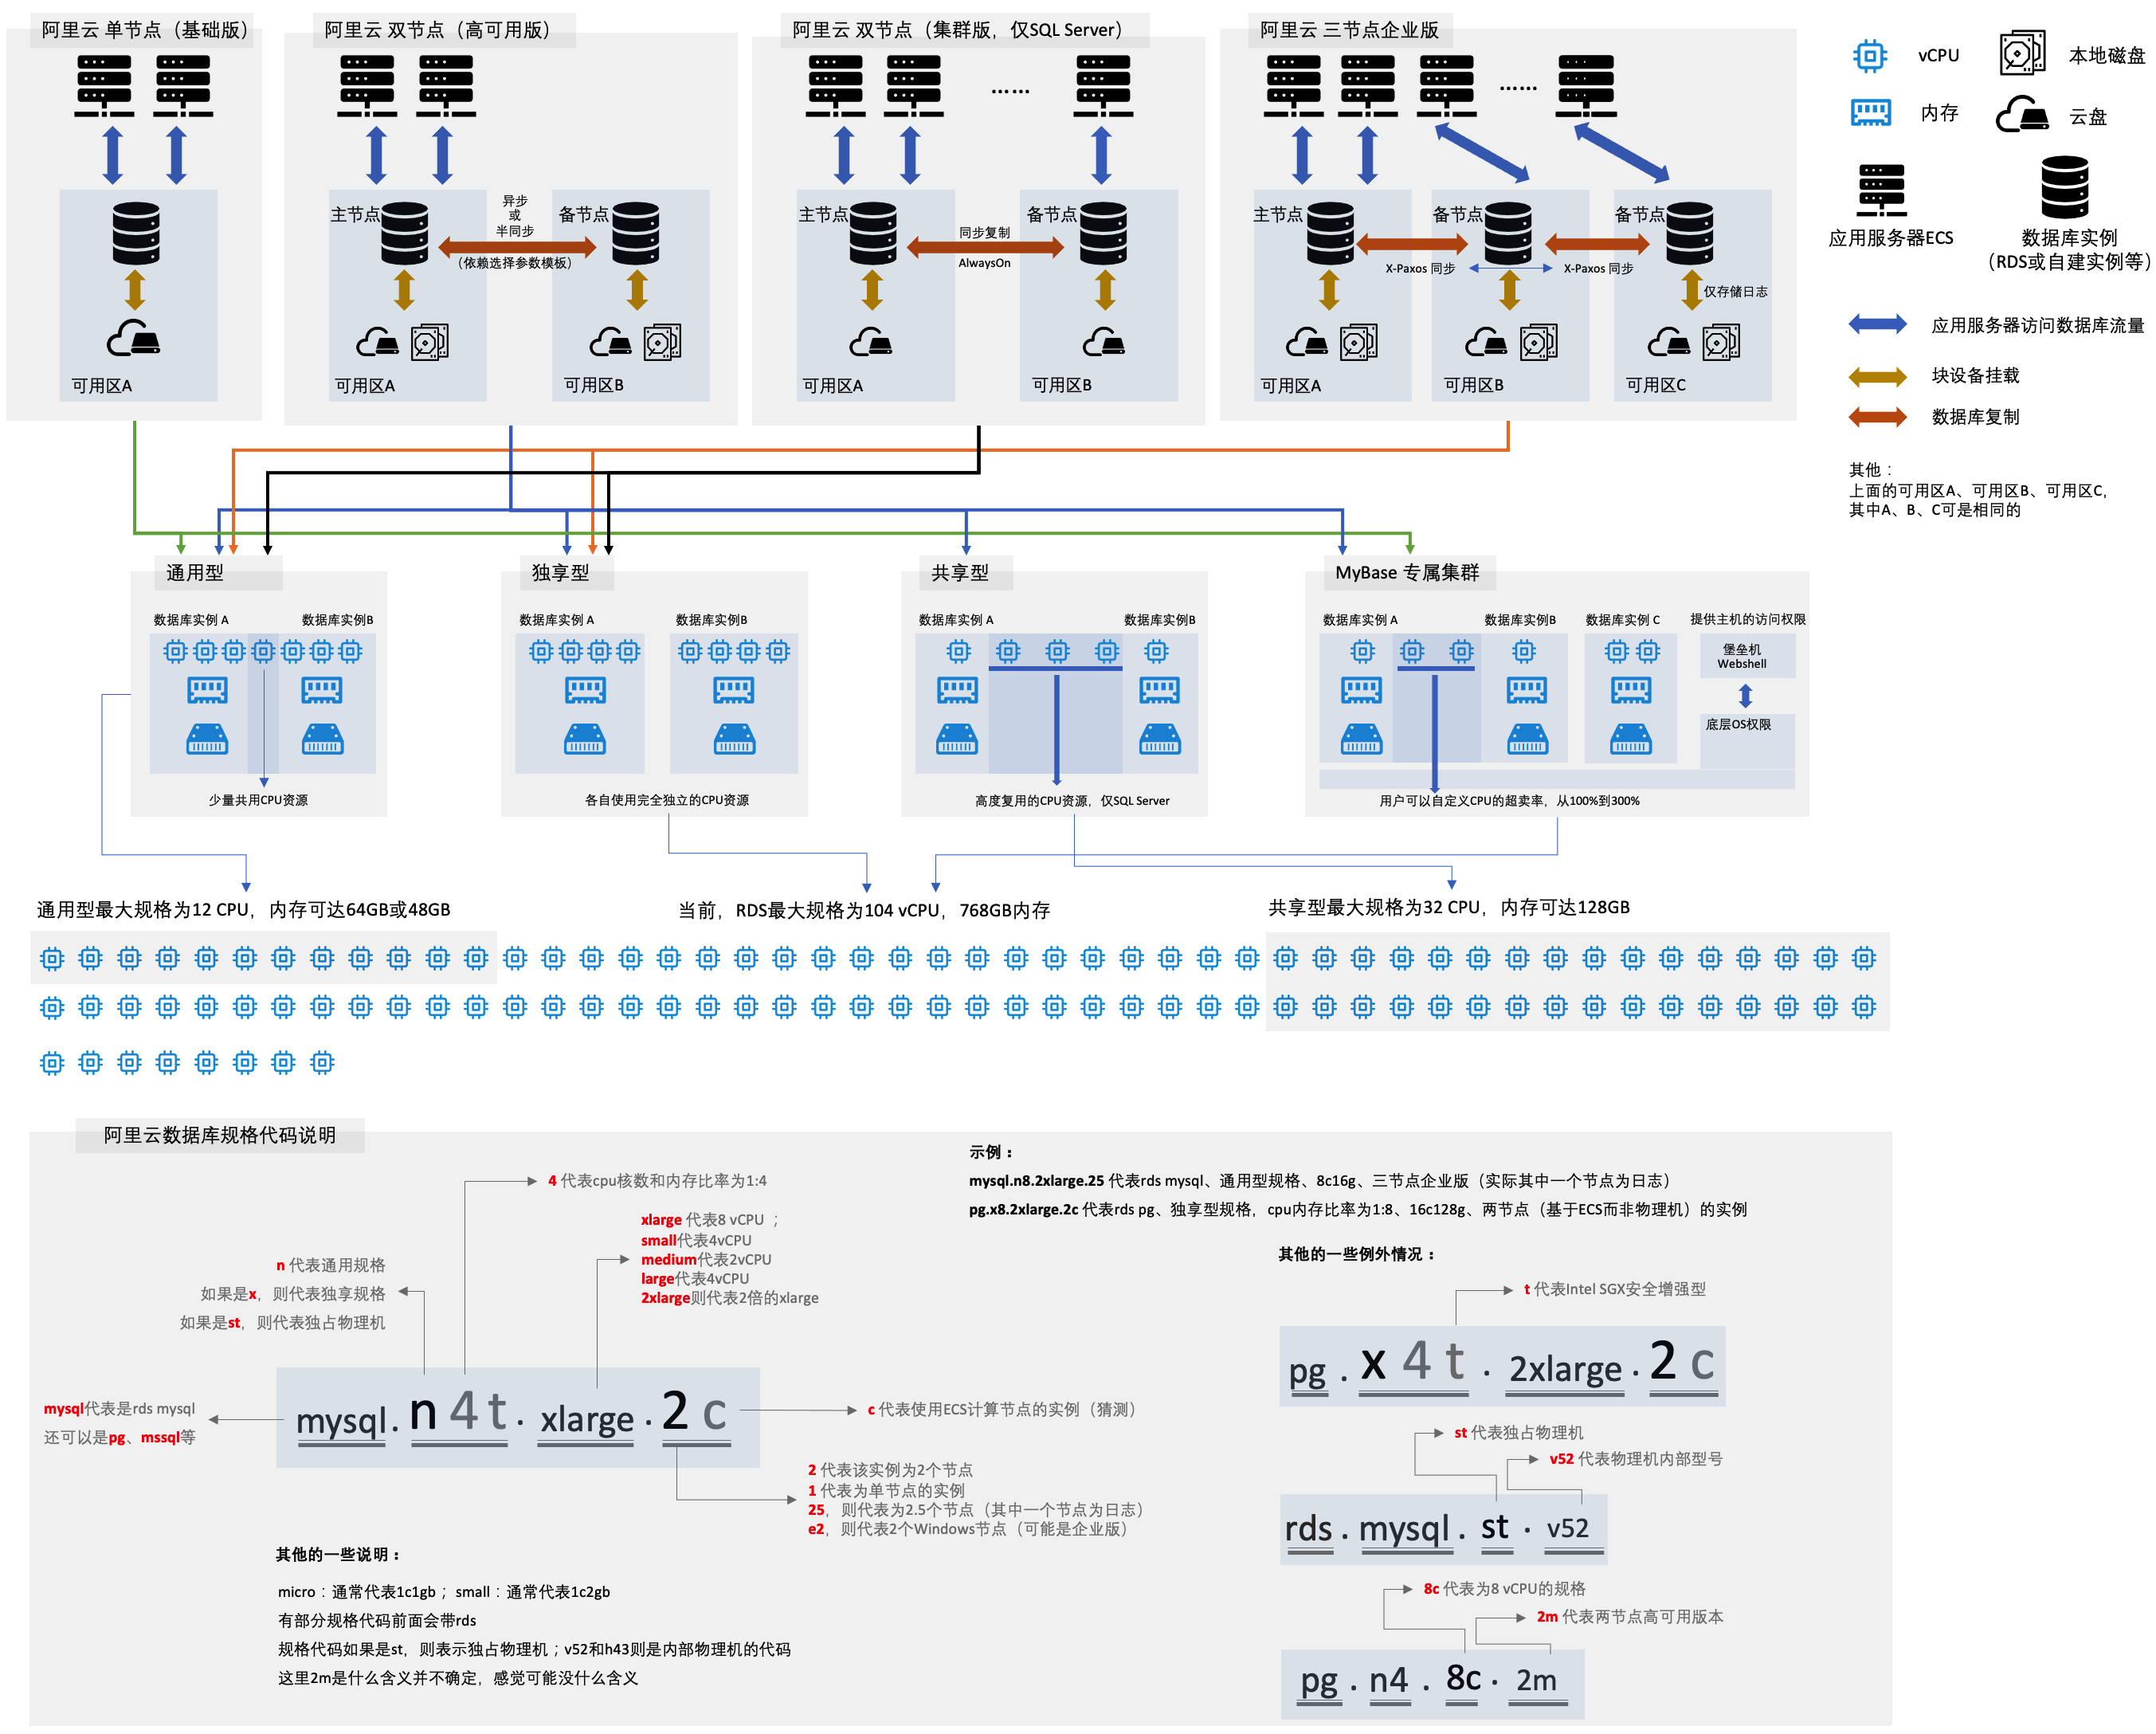 阿里云 单节点（基础版）
阿里云 双节点（高可用版）
阿里云 双节点（集群版，仅SQL Server）
阿里云 三节点企业版
vCPU
本地磁盘
内存
云盘
应用服务器ECS
数据库实例
（RDS或自建实例等）
应用服务器访问数据库流量
块设备挂载
数据库复制
其他：
上面的可用区A、可用区B、可用区C，
其中A、B、C可是相同的
……
……
可用区A
主节点
异步
或
半同步
（依赖选择参数模板）
备节点
可用区A
可用区B
主节点
同步复制
AlwaysOn
备节点
可用区A
可用区B
主节点
备节点
备节点
X-Paxos 同步
X-Paxos 同步
仅存储日志
可用区A
可用区B
可用区C
通用型
数据库实例 A
数据库实例B
少量共用CPU资源
独享型
数据库实例 A
数据库实例B
各自使用完全独立的CPU资源
共享型
数据库实例 A
数据库实例B
高度复用的CPU资源，仅SQL Server
MyBase 专属集群
数据库实例 A
数据库实例B
数据库实例 C
提供主机的访问权限
堡垒机
Webshell
底层OS权限
用户可以自定义CPU的超卖率，从100%到300%
通用型最大规格为12 CPU，内存可达64GB或48GB
当前，RDS最大规格为104 vCPU，768GB内存
共享型最大规格为32 CPU，内存可达128GB
阿里云数据库规格代码说明
4 代表cpu核数和内存比率为1:4
xlarge 代表8 vCPU ；
small代表4vCPU
medium代表2vCPU
large代表4vCPU
2xlarge则代表2倍的xlarge
n 代表通用规格
如果是x，则代表独享规格
如果是st，则代表独占物理机
mysql代表是rds mysql
还可以是pg、mssql等
mysql.n4t.xlarge.2c
c 代表使用ECS计算节点的实例（猜测）
2 代表该实例为2个节点
1 代表为单节点的实例
25，则代表为2.5个节点（其中一个节点为日志）
e2，则代表2个Windows节点（可能是企业版）
其他的一些说明：
micro：通常代表1c1gb； small：通常代表1c2gb
有部分规格代码前面会带rds
规格代码如果是st，则表示独占物理机；v52和h43则是内部物理机的代码
这里2m是什么含义并不确定，感觉可能没什么含义
示例：
mysql.n8.2xlarge.25 代表rds mysql、通用型规格、8c16g、三节点企业版（实际其中一个节点为日志）
pg.x8.2xlarge.2c 代表rds pg、独享型规格，cpu内存比率为1:8、16c128g、两节点（基于ECS而非物理机）的实例
其他的一些例外情况：
t 代表Intel SGX安全增强型
pg.x4t.2xlarge.2c
st 代表独占物理机
v52 代表物理机内部型号
rds.mysql.st.v52
8c 代表为8 vCPU的规格
2m 代表两节点高可用版本
pg.n4.8c.2m